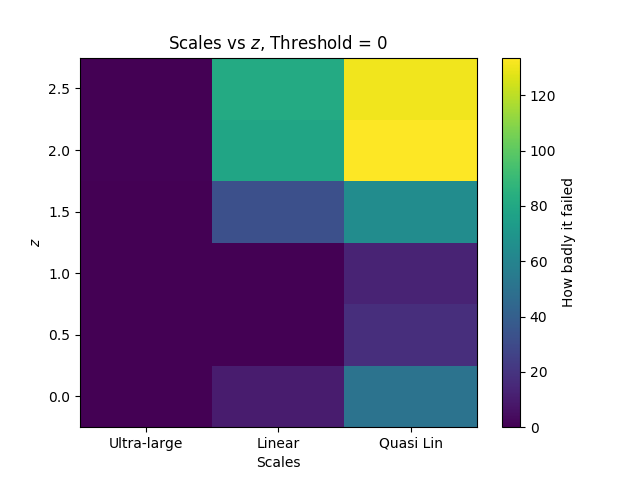 Scales vs z, Threshold = 0
2.5
2.0
1.5
1.0
0.5
0.0
z
Ultra-large
Linear
Quasi Lin
Scales
120
100
80
60
40
20
0
How badly it failed